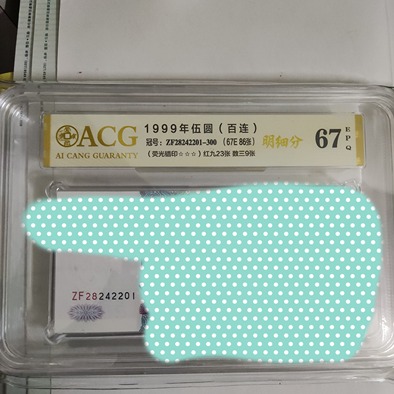 ACG
AI CANG GUARANTY
1999年伍圆（百连）
冠号：ZF28242201-300 （67E 86张）
（荧光暗印☆☆☆）红九23张 数三9张
明细分
67
EPQ
ZF28242201